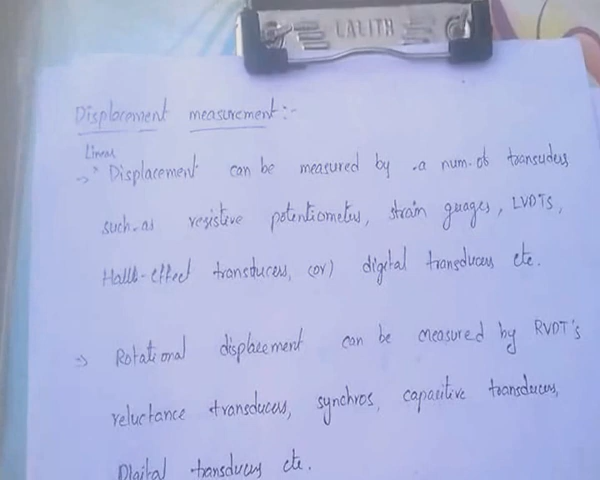 LALITH
Displacement measurement:-
Linear
→ Displacement can be measured by a num. of transducers
such as resistive potentiometers, strain guages, LVDTS,
Hall-effect transducers, (or) digital transducers etc.
→ Rotational displacement can be measured by RVDT's
reluctance transducers, synchros, capacitive transducers,
Digital transducers etc.